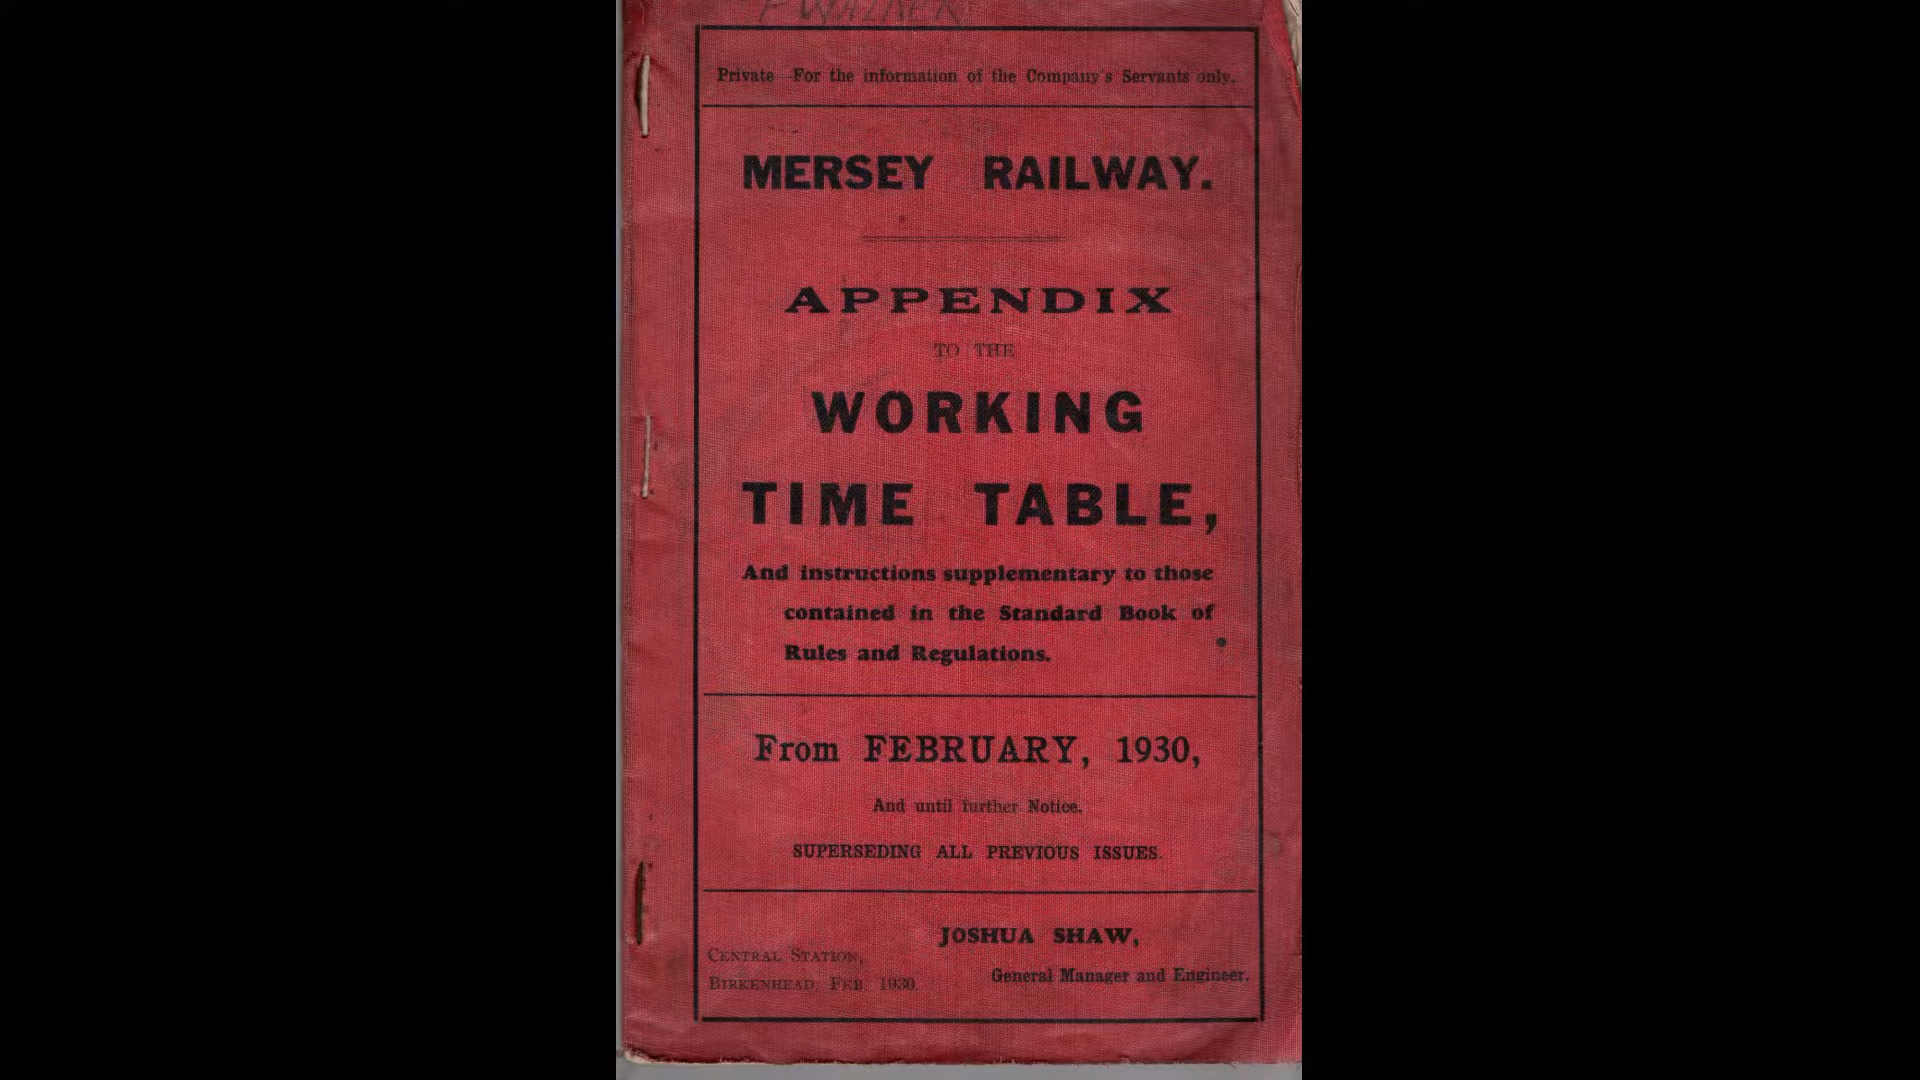 F WALKER
Private—For the information of the Company's Servants only.
MERSEY RAILWAY.
APPENDIX
TO THE
WORKING
TIME TABLE,
And instructions supplementary to those
contained in the Standard Book of
Rules and Regulations.
From FEBRUARY, 1930,
And until further Notice.
SUPERSEDING ALL PREVIOUS ISSUES.
JOSHUA SHAW,
General Manager and Engineer.
CENTRAL STATION,
BIRKENHEAD, FEB. 1930.